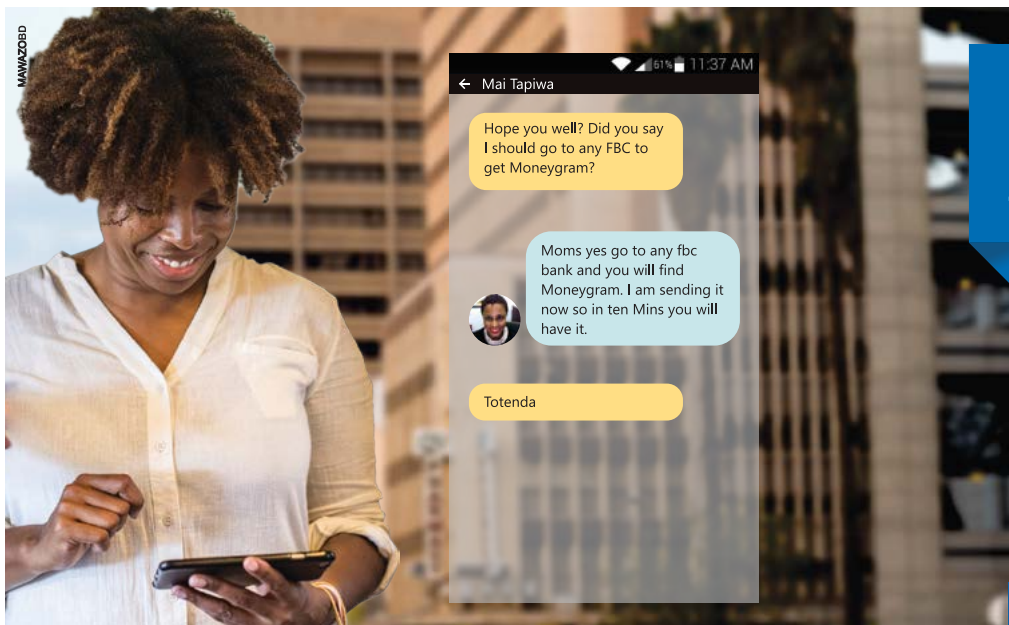 MAWAZOBD
61% 11:37 AM
← Mai Tapiwa
Hope you well? Did you say
I should go to any FBC to
get Moneygram?
Moms yes go to any fbc
bank and you will find
Moneygram. I am sending it
now so in ten Mins you will
have it.
Totenda